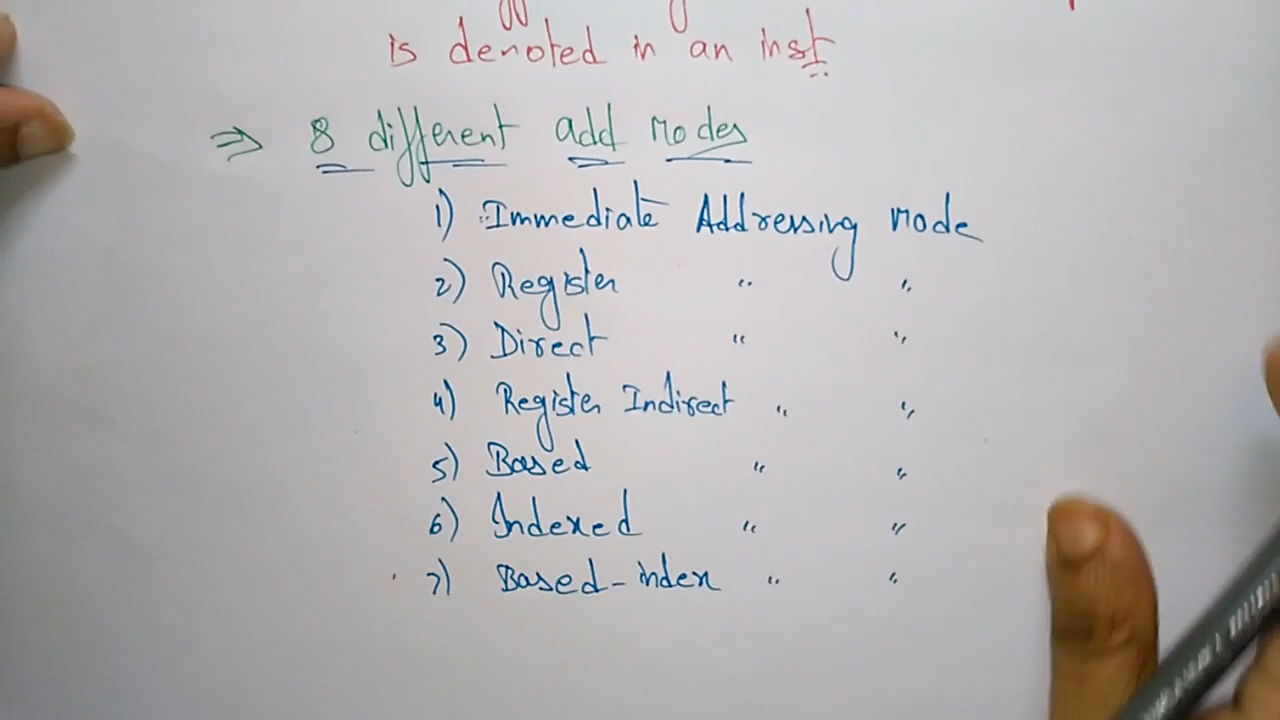 is denoted in an inst
⇒ 8 different add modes
1) Immediate Addressing mode
2) Register " "
3) Direct " "
4) Register Indirect " "
5) Based " "
6) Indexed " "
7) Based-index " "